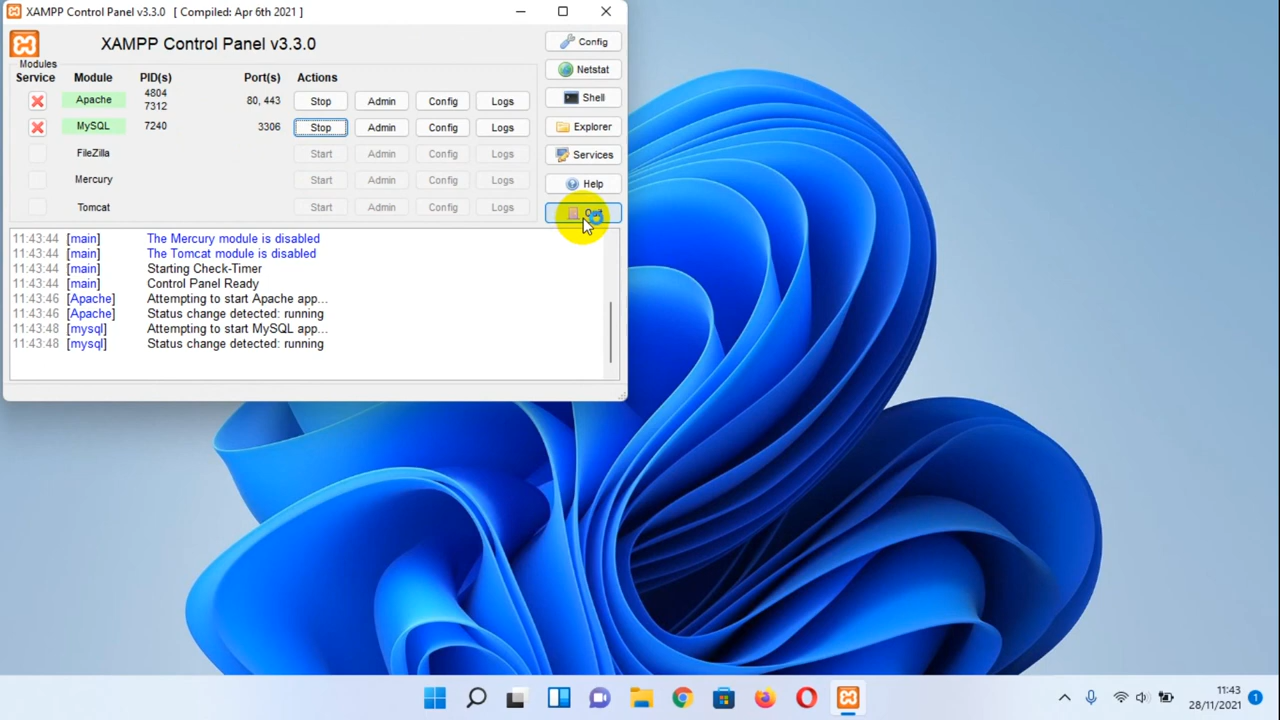 XAMPP Control Panel v3.3.0 [ Compiled: Apr 6th 2021 ]
XAMPP Control Panel v3.3.0
Config
Modules
Service Module PID(s) Port(s) Actions
Netstat
Apache 4804 7312 80, 443 Stop Admin Config Logs
Shell
MySQL 7240 3306 Stop Admin Config Logs
Explorer
FileZilla Start Admin Config Logs
Services
Mercury Start Admin Config Logs
Help
Tomcat Start Admin Config Logs
11:43:44 [main] The Mercury module is disabled
11:43:44 [main] The Tomcat module is disabled
11:43:44 [main] Starting Check-Timer
11:43:44 [main] Control Panel Ready
11:43:46 [Apache] Attempting to start Apache app...
11:43:46 [Apache] Status change detected: running
11:43:48 [mysql] Attempting to start MySQL app...
11:43:48 [mysql] Status change detected: running
11:43
28/11/2021
1